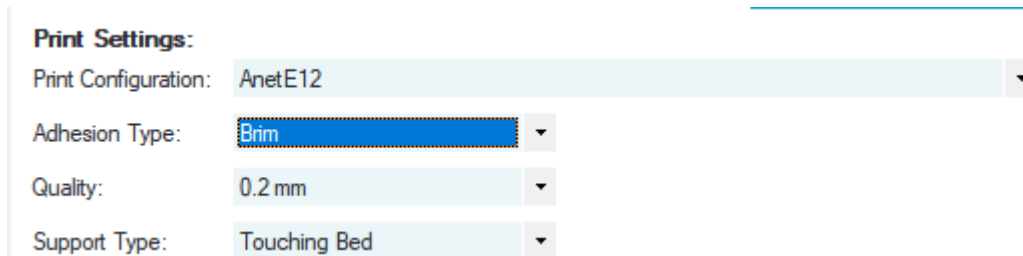 Print Settings:
Print Configuration: AnetE12
Adhesion Type: Brim
Quality: 0.2 mm
Support Type: Touching Bed